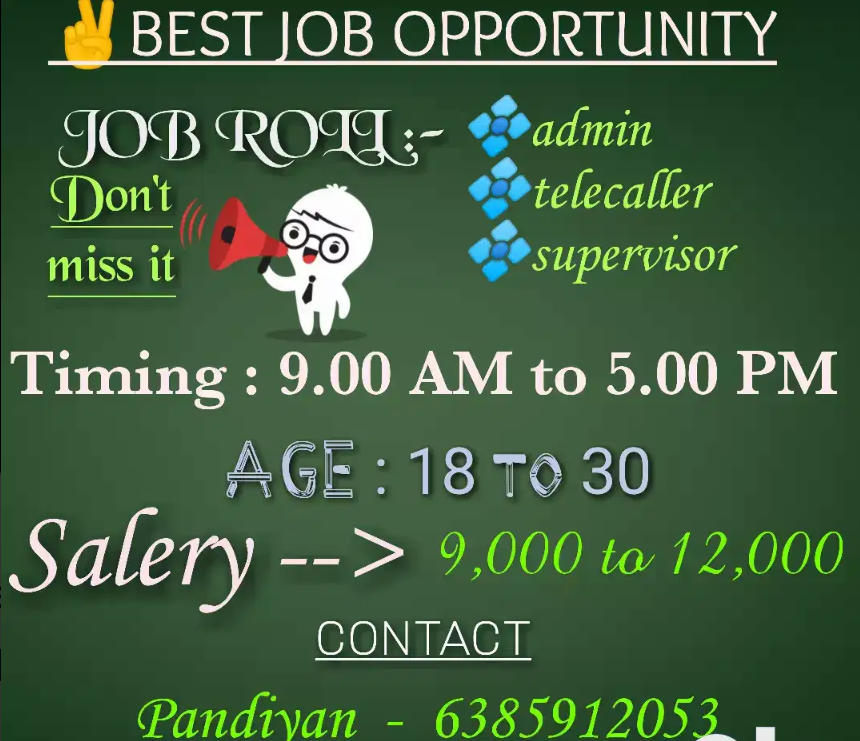 ✌BEST JOB OPPORTUNITY
JOB ROLL:-
admin
telecaller
supervisor
Don't
miss it
Timing : 9.00 AM to 5.00 PM
AGE : 18 TO 30
Salery --> 9,000 to 12,000
CONTACT
Pandiyan - 6385912053